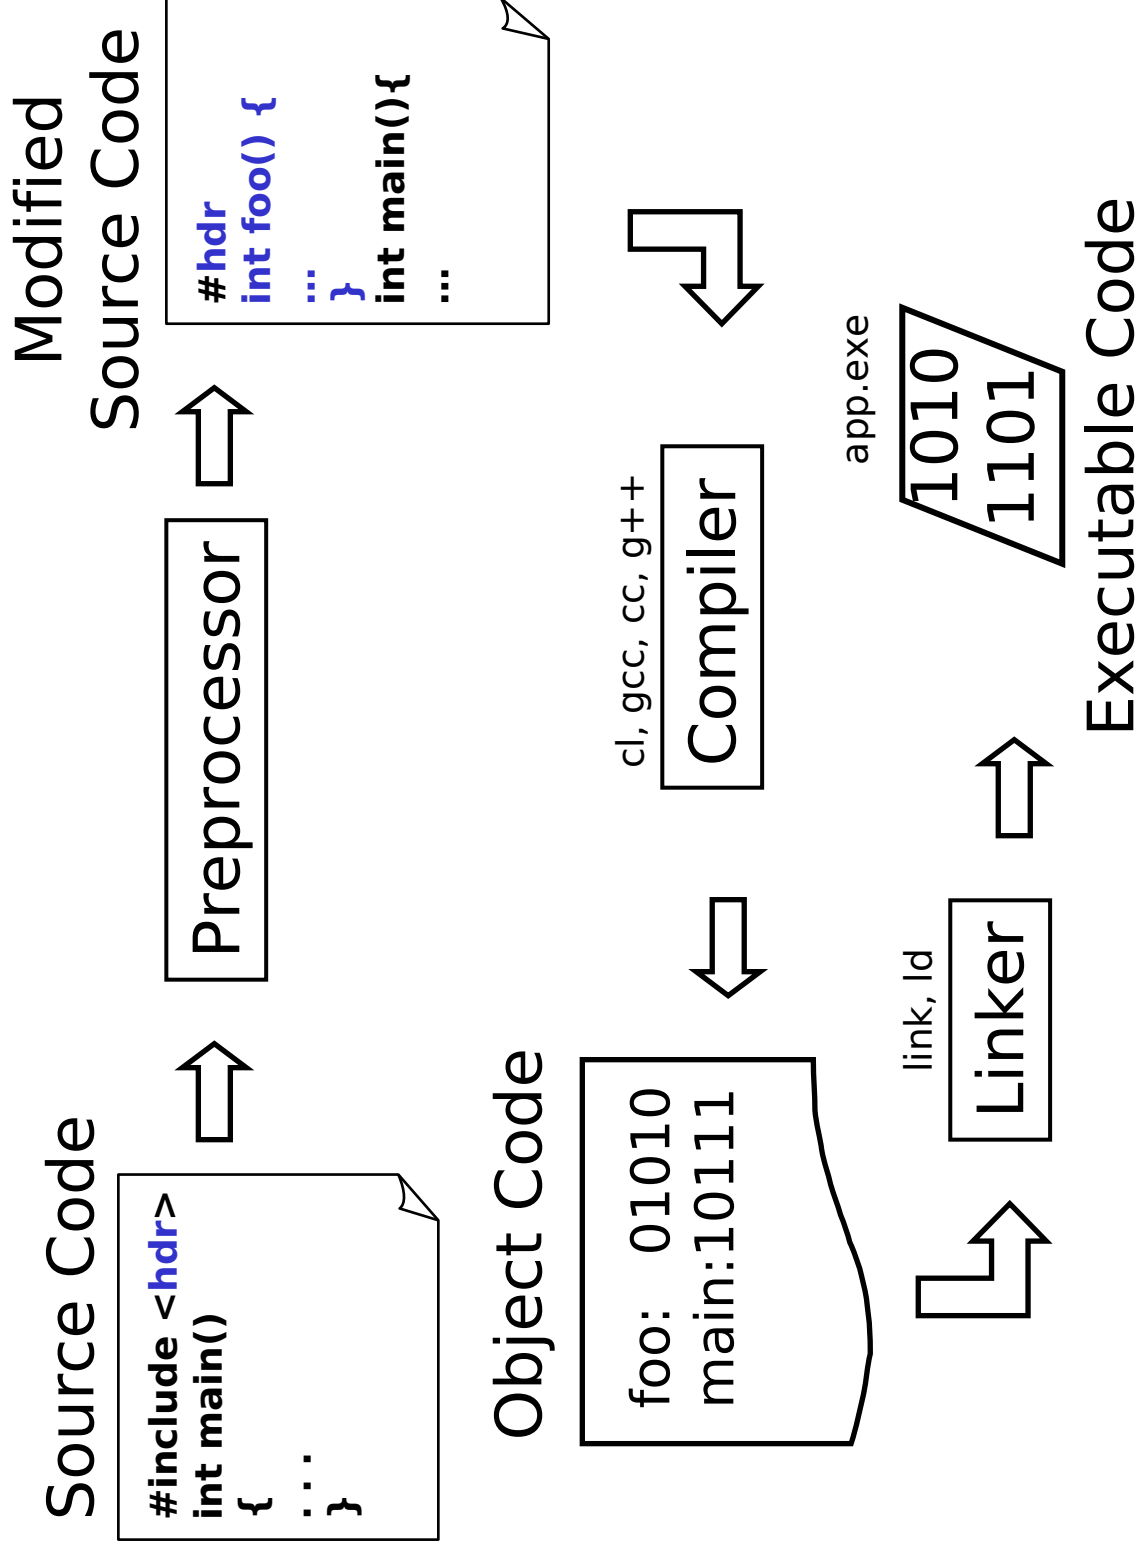 Source Code
#include <hdr>
int main()
{
. . .
}
Preprocessor
Modified
Source Code
#hdr
int foo() {
...
}
int main(){
...
cl, gcc, cc, g++
Compiler
Object Code
foo: 01010
main:10111
link, ld
Linker
app.exe
1010
1101
Executable Code